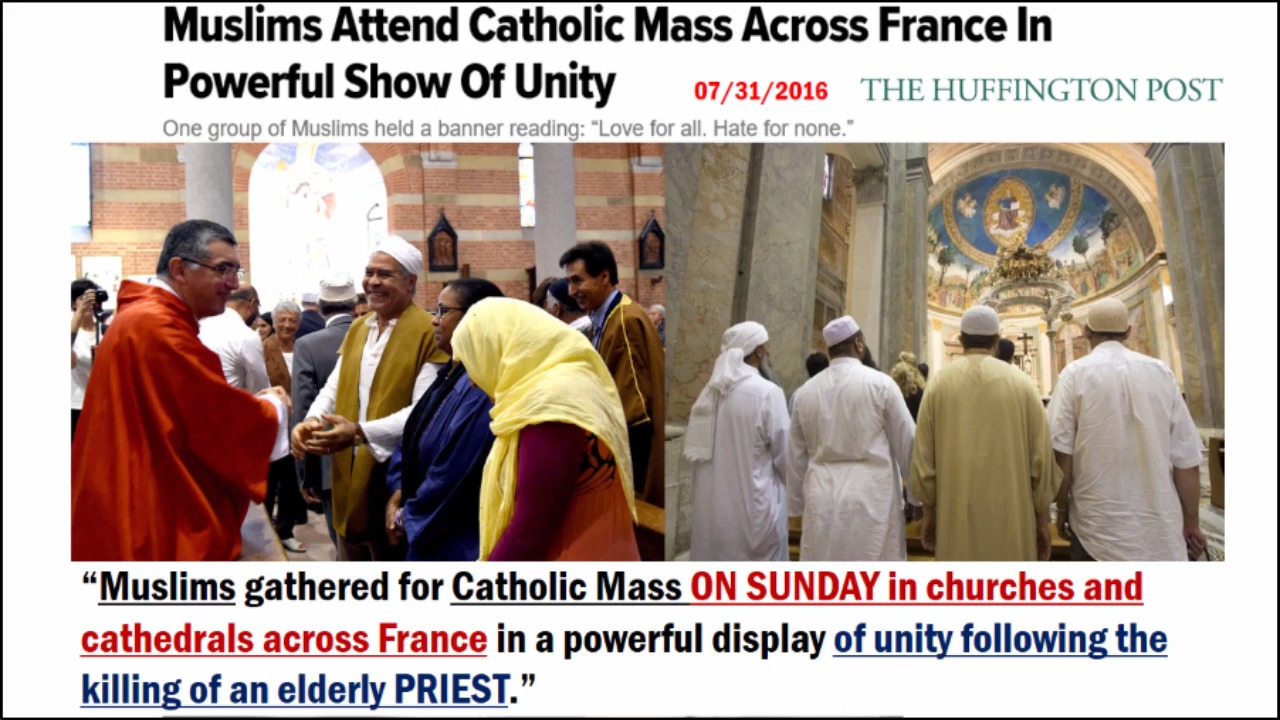 Muslims Attend Catholic Mass Across France In
Powerful Show Of Unity
07/31/2016
THE HUFFINGTON POST
One group of Muslims held a banner reading: “Love for all. Hate for none.”
“Muslims gathered for Catholic Mass ON SUNDAY in churches and
cathedrals across France in a powerful display of unity following the
killing of an elderly PRIEST.”